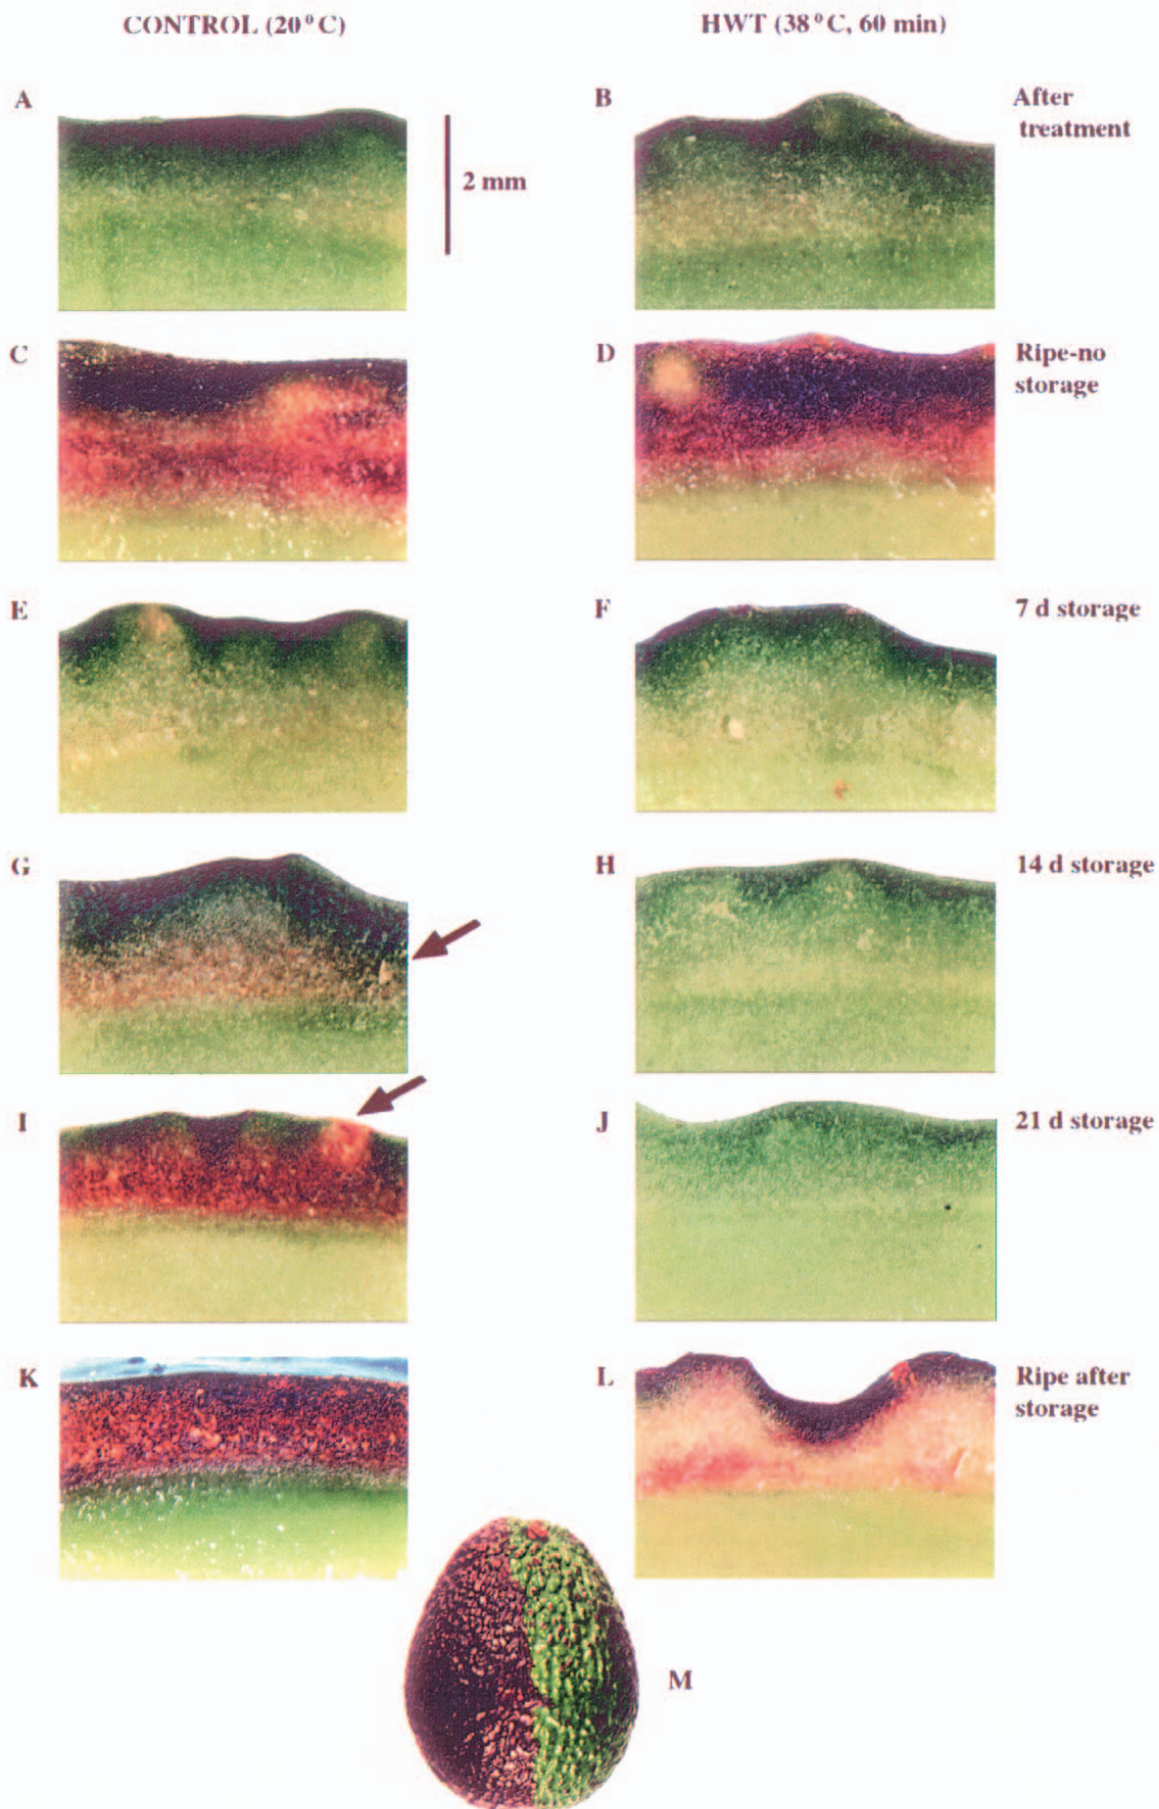 CONTROL (20°C)
HWT (38°C, 60 min)
A
B
After
treatment
2 mm
C
D
Ripe-no
storage
E
F
7 d storage
G
H
14 d storage
I
J
21 d storage
K
L
Ripe after
storage
M